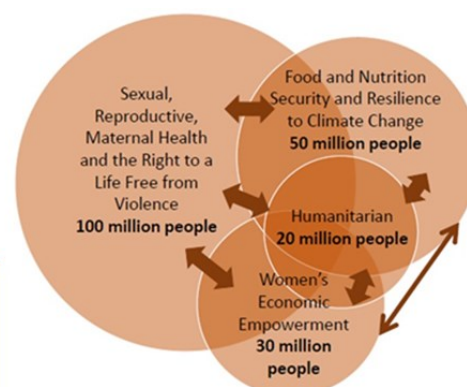 Sexual,
Reproductive,
Maternal Health
and the Right to a
Life Free from
Violence
100 million people
Food and Nutrition
Security and Resilience
to Climate Change
50 million people
Humanitarian
20 million people
Women's
Economic
Empowerment
30 million
people